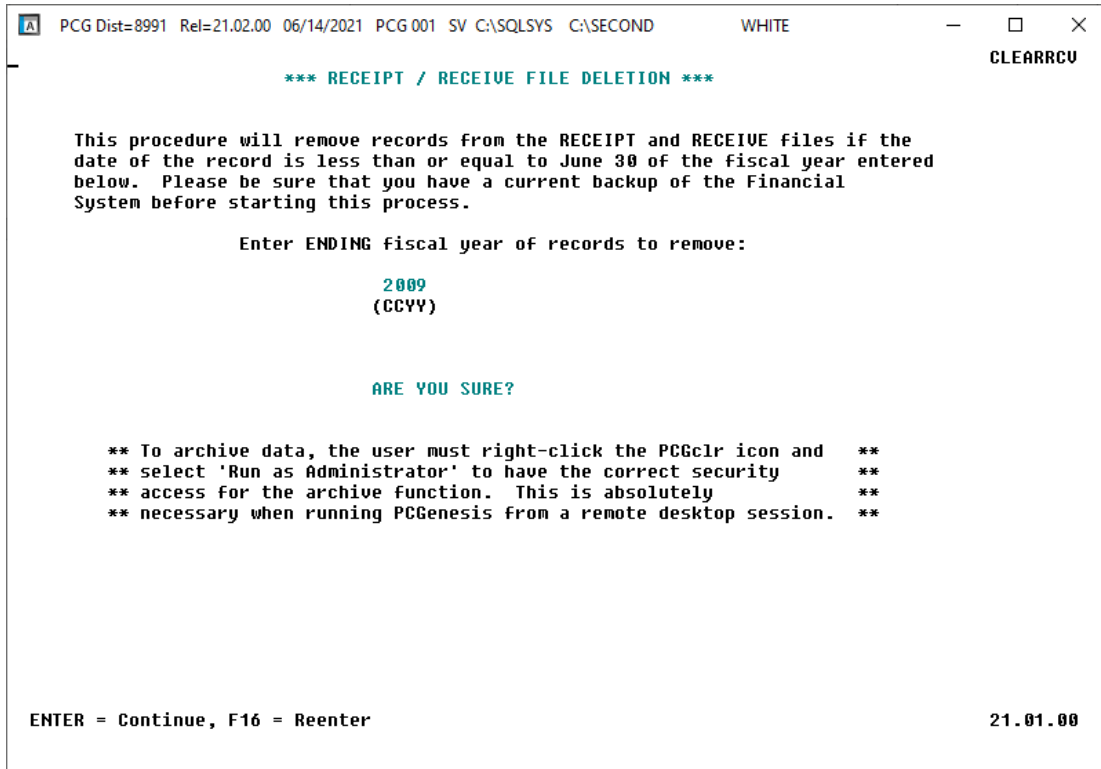 PCG Dist=8991 Rel=21.02.00 06/14/2021 PCG 001 SV C:\SQLSYS C:\SECOND WHITE
CLEARRCV
*** RECEIPT / RECEIVE FILE DELETION ***
This procedure will remove records from the RECEIPT and RECEIVE files if the
date of the record is less than or equal to June 30 of the fiscal year entered
below. Please be sure that you have a current backup of the Financial
System before starting this process.
Enter ENDING fiscal year of records to remove:
2009
(CCYY)
ARE YOU SURE?
** To archive data, the user must right-click the PCGclr icon and **
** select 'Run as Administrator' to have the correct security **
** access for the archive function. This is absolutely **
** necessary when running PCGenesis from a remote desktop session. **
ENTER = Continue, F16 = Reenter 21.01.00